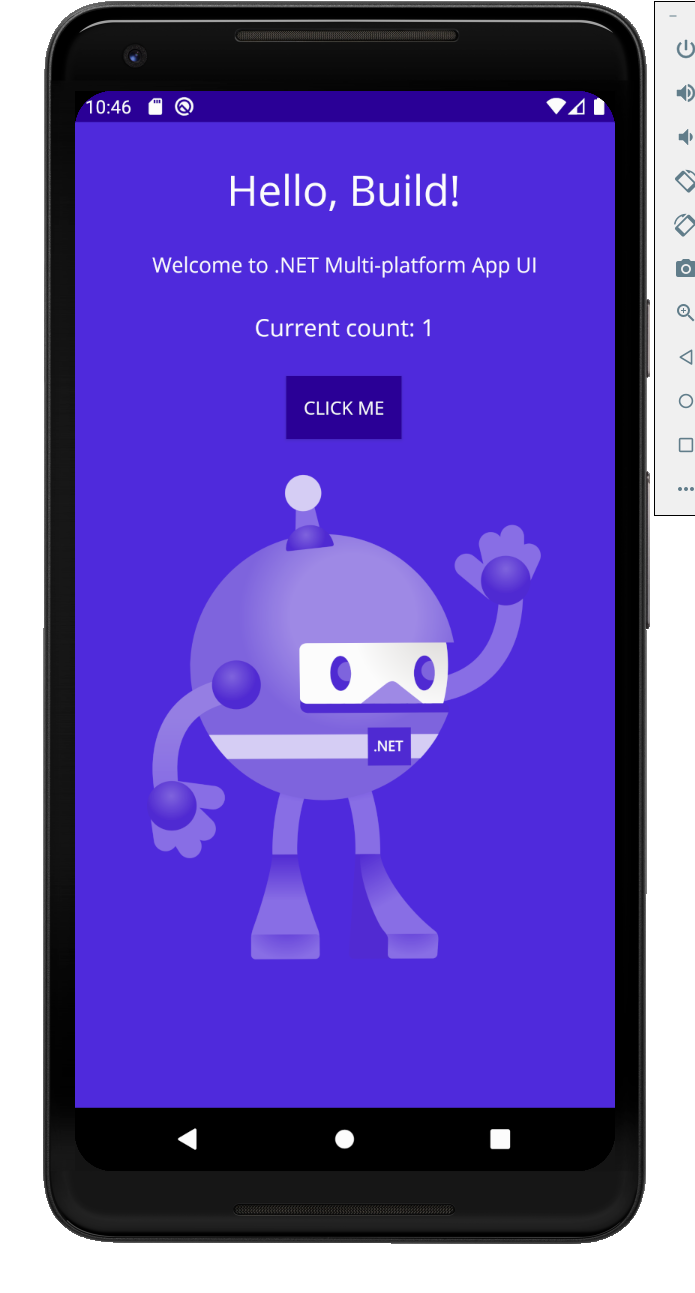 10:46
Hello, Build!
Welcome to .NET Multi-platform App UI
Current count: 1
CLICK ME
.NET